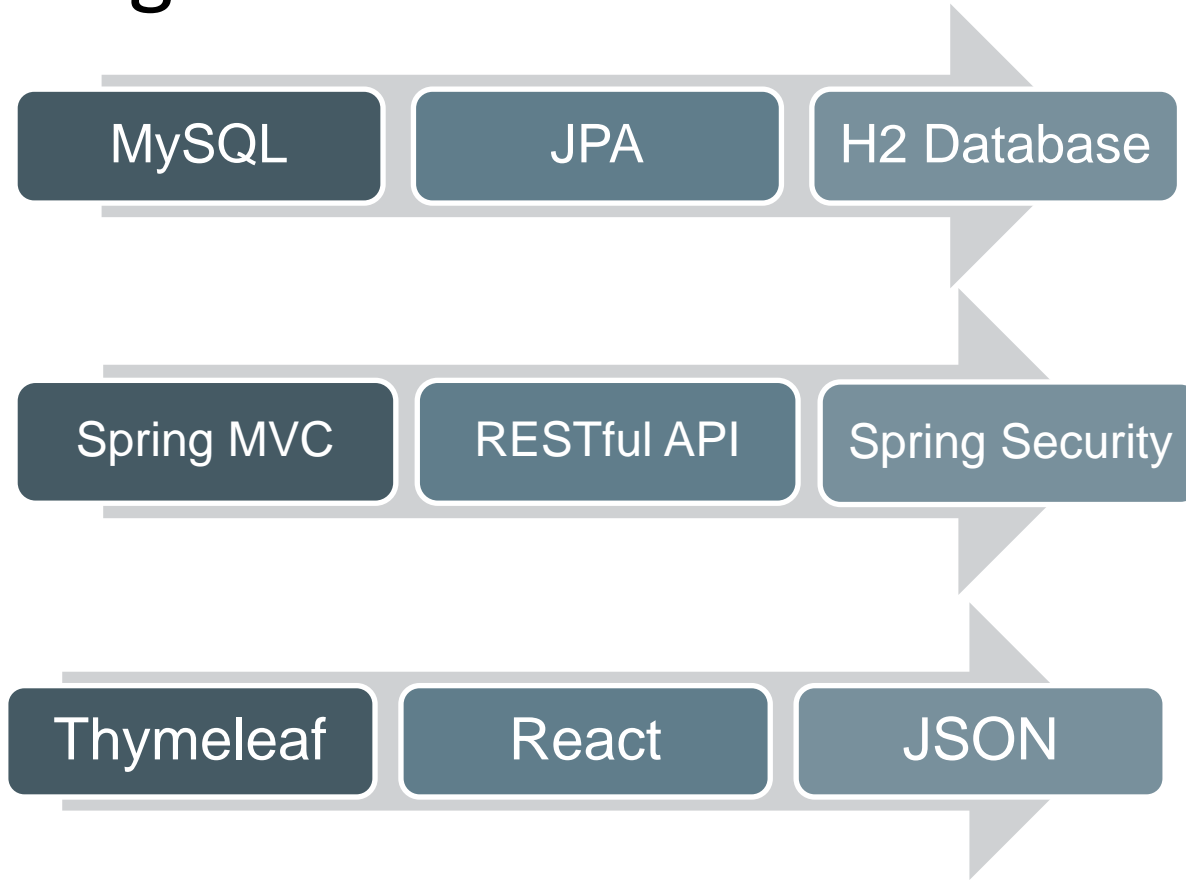 MySQL
JPA
H2 Database
Spring MVC
RESTful API
Spring Security
Thymeleaf
React
JSON